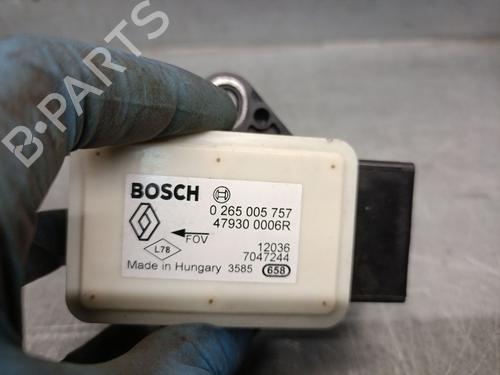 B-PARTS
BOSCH
0 265 005 757
47930 0006R
FOV
L78
12036
7047244
Made in Hungary 3585 658